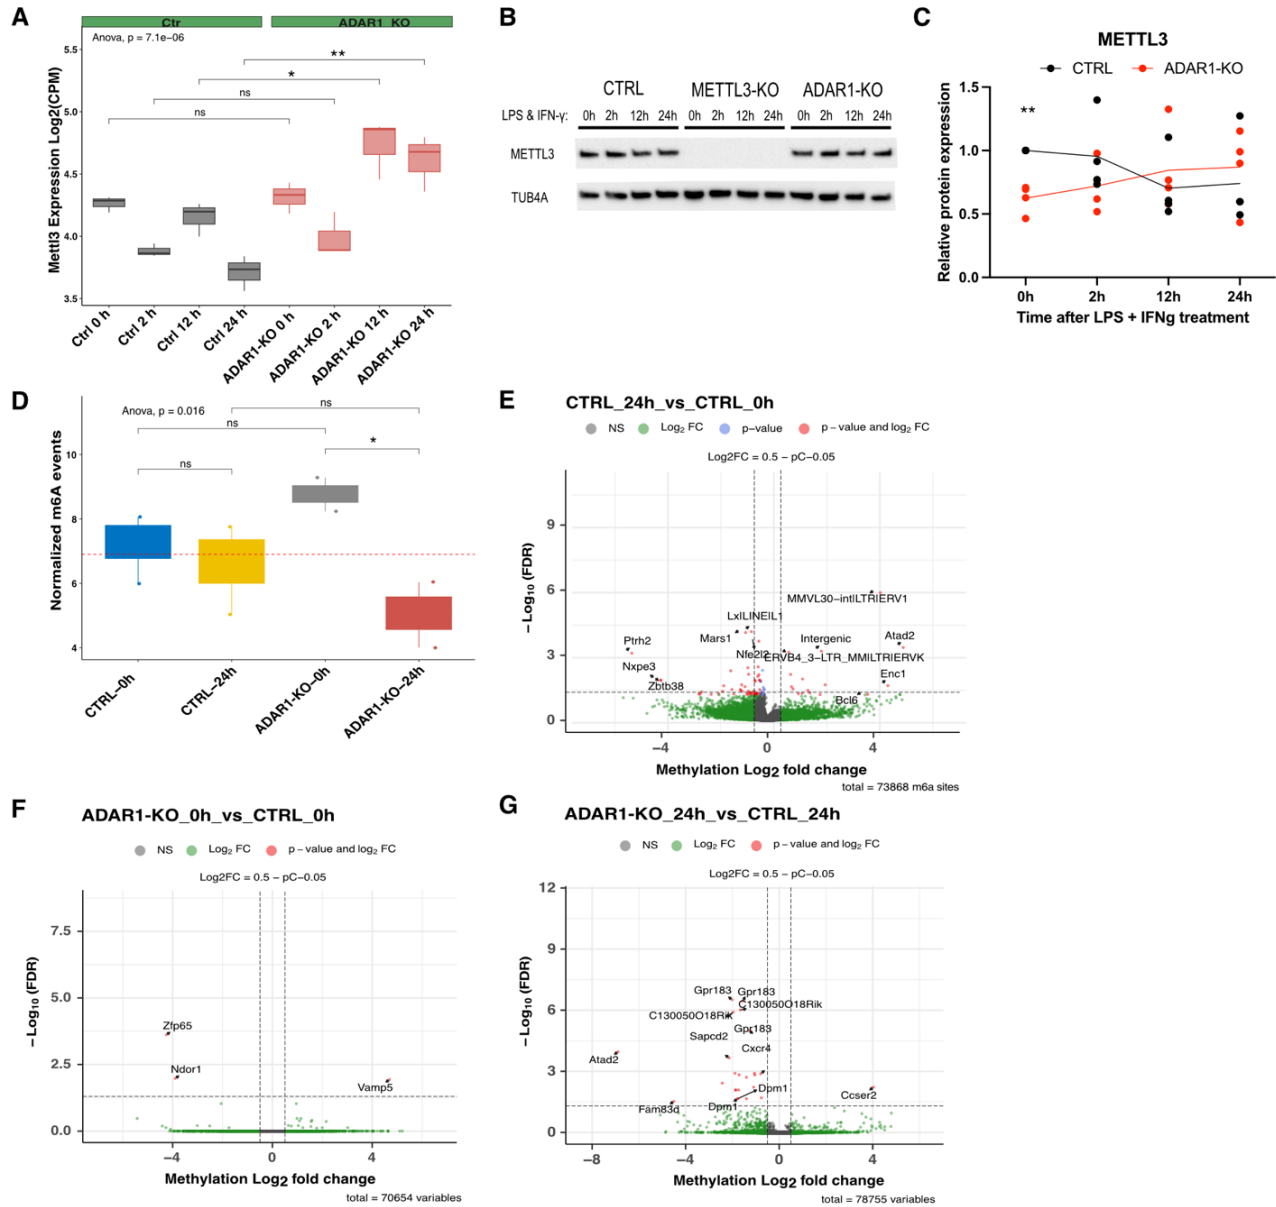 A
Ctr
ADAR1_KO
Anova, p = 7.1e−06
Mettl3 Expression Log2(CPM)
5.5
5.0
4.5
4.0
3.5
**
*
ns
ns
Ctrl 0 h
Ctrl 2 h
Ctrl 12 h
Ctrl 24 h
ADAR1-KO 0 h
ADAR1-KO 2 h
ADAR1-KO 12 h
ADAR1-KO 24 h
B
CTRL METTL3-KO ADAR1-KO
LPS & IFN-γ: 0h 2h 12h 24h 0h 2h 12h 24h 0h 2h 12h 24h
METTL3
TUB4A
C
METTL3
CTRL ADAR1-KO
Relative protein expression
1.5
1.0
0.5
0.0
**
0h 2h 12h 24h
Time after LPS + IFNg treatment
D
Anova, p = 0.016
Normalized m6A events
10
8
6
4
ns
ns
*
ns
CTRL−0h
CTRL−24h
ADAR1−KO−0h
ADAR1−KO−24h
E
CTRL_24h_vs_CTRL_0h
NS Log2 FC p−value p − value and log2 FC
Log2FC = 0.5 − pC−0.05
− Log10 (FDR)
9
6
3
0
MMVL30−int|LTR|ERV1
Lx|LINE|L1
Mars1
Ptrh2
Nfe2l2
Intergenic
Atad2
ERVB4_3−LTR_MM|LTR|ERVK
Nxpe3
Zbtb38
Enc1
Bcl6
−4 0 4
Methylation Log2 fold change
total = 73868 m6a sites
F
ADAR1-KO_0h_vs_CTRL_0h
NS Log2 FC p − value and log2 FC
Log2FC = 0.5 − pC−0.05
− Log10 (FDR)
7.5
5.0
2.5
0.0
Zfp65
Ndor1
Vamp5
−4 0 4
Methylation Log2 fold change
total = 70654 variables
G
ADAR1-KO_24h_vs_CTRL_24h
NS Log2 FC p − value and log2 FC
Log2FC = 0.5 − pC−0.05
− Log10 (FDR)
12
9
6
3
0
Gpr183 Gpr183
C130050O18Rik
C130050O18Rik
Gpr183
Sapcd2
Cxcr4
Atad2
Dpm1
Ccser2
Fam83d
Dpm1
−8 −4 0 4
Methylation Log2 fold change
total = 78755 variables